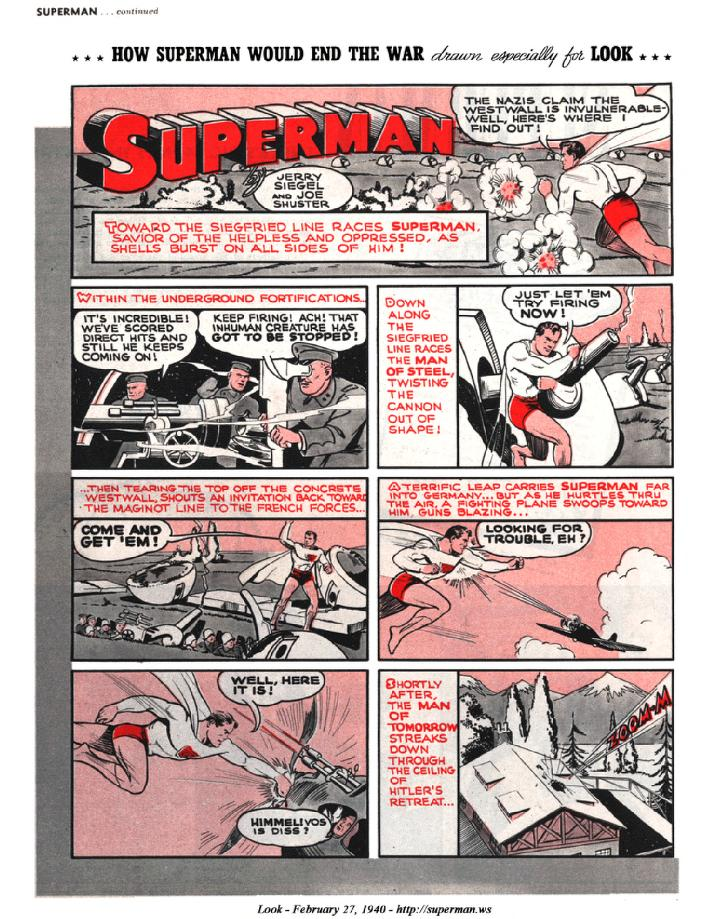 SUPERMAN ... continued
★ ★ ★ HOW SUPERMAN WOULD END THE WAR drawn especially for LOOK ★ ★ ★
THE NAZIS CLAIM THE
WESTWALL IS INVULNERABLE-
WELL, HERE'S WHERE I
FIND OUT!
SUPERMAN
By
JERRY
SIEGEL
AND JOE
SHUSTER
TOWARD THE SIEGFRIED LINE RACES SUPERMAN,
SAVIOR OF THE HELPLESS AND OPPRESSED, AS
SHELLS BURST ON ALL SIDES OF HIM!
WITHIN THE UNDERGROUND FORTIFICATIONS...
IT'S INCREDIBLE!
WE'VE SCORED
DIRECT HITS AND
STILL HE KEEPS
COMING ON!
KEEP FIRING! ACH! THAT
INHUMAN CREATURE HAS
GOT TO BE STOPPED!
DOWN
ALONG
THE
SIEGFRIED
LINE RACES
THE MAN
OF STEEL,
TWISTING
THE
CANNON
OUT OF
SHAPE!
JUST LET 'EM
TRY FIRING
NOW!
...THEN TEARING THE TOP OFF THE CONCRETE
WESTWALL, SHOUTS AN INVITATION BACK TOWARD
THE MAGINOT LINE TO THE FRENCH FORCES...
COME AND
GET 'EM!
A TERRIFIC LEAP CARRIES SUPERMAN FAR
INTO GERMANY... BUT AS HE HURTLES THRU
THE AIR, A FIGHTING PLANE SWOOPS TOWARD
HIM, GUNS BLAZING...
LOOKING FOR
TROUBLE, EH?
WELL, HERE
IT IS!
HIMMEL! VOS
IS DISS?
SHORTLY
AFTER,
THE MAN
OF
TOMORROW
STREAKS
DOWN
THROUGH
THE CEILING
OF
HITLER'S
RETREAT...
ZOOM-M
Look - February 27, 1940 - http://superman.ws